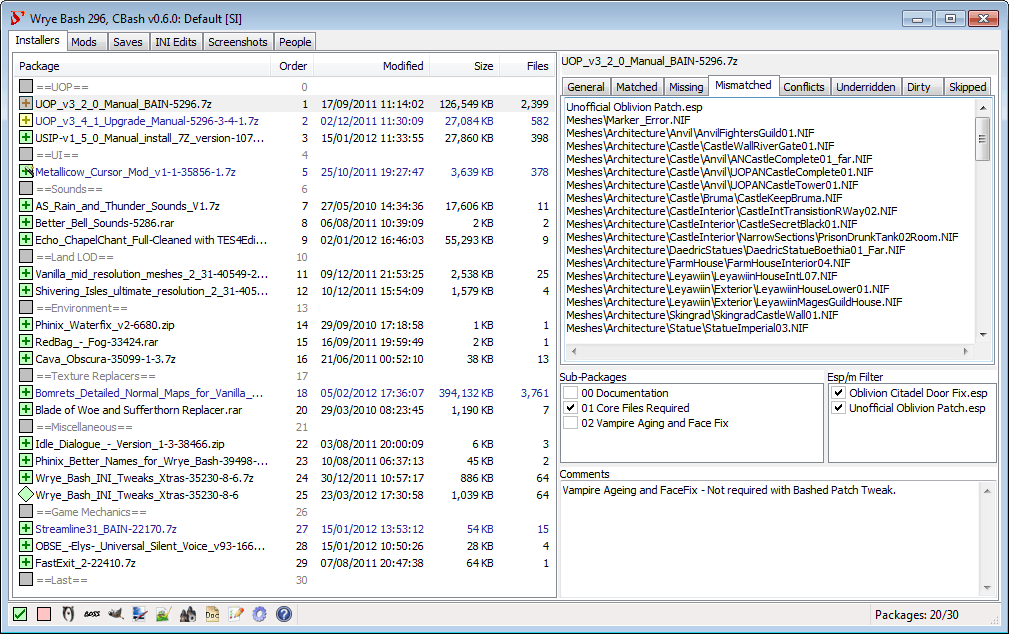 Wrye Bash 296, CBash v0.6.0: Default [SI]
Installers Mods Saves INI Edits Screenshots People
Package Order Modified Size Files
==UOP== 0
UOP_v3_2_0_Manual_BAIN-5296.7z 1 17/09/2011 11:14:02 126,549 KB 2,399
UOP_v3_4_1_Upgrade_Manual-5296-3-4-1.7z 2 02/12/2011 11:30:09 27,084 KB 582
USIP-v1_5_0_Manual_install_7Z_version-107... 3 15/01/2012 11:33:55 27,860 KB 398
==UI== 4
Metallicow_Cursor_Mod_v1-1-35856-1.7z 5 25/10/2011 19:27:47 3,639 KB 378
==Sounds== 6
AS_Rain_and_Thunder_Sounds_V1.7z 7 27/05/2010 14:34:36 17,606 KB 11
Better_Bell_Sounds-5286.rar 8 06/08/2011 10:39:09 2 KB 2
Echo_ChapelChant_Full-Cleaned with TES4Edi... 9 02/01/2012 16:46:03 55,293 KB 9
==Land LOD== 10
Vanilla_mid_resolution_meshes_2_31-40549-2... 11 09/12/2011 21:53:25 2,538 KB 25
Shivering_Isles_ultimate_resolution_2_31-405... 12 10/12/2011 15:54:09 1,579 KB 4
==Environment== 13
Phinix_Waterfix_v2-6680.zip 14 29/09/2010 17:18:58 1 KB 1
RedBag_-_Fog-33424.rar 15 16/09/2011 19:59:49 2 KB 1
Cava_Obscura-35099-1-3.7z 16 21/06/2011 00:52:10 38 KB 13
==Texture Replacers== 17
Bomrets_Detailed_Normal_Maps_for_Vanilla_... 18 05/02/2012 17:36:07 394,132 KB 3,761
Blade of Woe and Sufferthorn Replacer.rar 20 29/03/2010 08:23:45 1,190 KB 7
==Miscellaneous== 21
Idle_Dialogue_-_Version_1-3-38466.zip 22 03/08/2011 20:00:09 6 KB 3
Phinix_Better_Names_for_Wrye_Bash-39498-... 23 10/08/2011 06:37:13 45 KB 2
Wrye_Bash_INI_Tweaks_Xtras-35230-8-6.7z 24 30/12/2011 10:57:17 886 KB 64
Wrye_Bash_INI_Tweaks_Xtras-35230-8-6 25 23/03/2012 17:30:58 1,039 KB 64
==Game Mechanics== 26
Streamline31_BAIN-22170.7z 27 15/01/2012 13:53:12 54 KB 15
OBSE_-Elys-_Universal_Silent_Voice_v93-166... 28 15/01/2012 10:50:26 28 KB 4
FastExit_2-22410.7z 29 07/08/2011 20:47:38 64 KB 1
==Last== 30
UOP_v3_2_0_Manual_BAIN-5296.7z
General Matched Missing Mismatched Conflicts Underridden Dirty Skipped
Unofficial Oblivion Patch.esp
Meshes\Marker_Error.NIF
Meshes\Architecture\Anvil\AnvilFightersGuild01.NIF
Meshes\Architecture\Castle\CastleWallRiverGate01.NIF
Meshes\Architecture\Castle\Anvil\ANCastleComplete01_far.NIF
Meshes\Architecture\Castle\Anvil\UOPANCastleComplete01.NIF
Meshes\Architecture\Castle\Anvil\UOPANCastleTower01.NIF
Meshes\Architecture\Castle\Bruma\CastleKeepBruma.NIF
Meshes\Architecture\CastleInterior\CastleIntTransistionRWay02.NIF
Meshes\Architecture\CastleInterior\CastleSecretBlack01.NIF
Meshes\Architecture\CastleInterior\NarrowSections\PrisonDrunkTank02Room.NIF
Meshes\Architecture\DaedricStatues\DaedricStatueBoethia01_Far.NIF
Meshes\Architecture\FarmHouse\FarmHouseInterior04.NIF
Meshes\Architecture\Leyawiin\LeyawiinHouseIntL07.NIF
Meshes\Architecture\Leyawiin\Exterior\LeyawiinHouseLower01.NIF
Meshes\Architecture\Leyawiin\Exterior\LeyawiinMagesGuildHouse.NIF
Meshes\Architecture\Skingrad\SkingradCastleWall01.NIF
Meshes\Architecture\Statue\StatueImperial03.NIF
Sub-Packages
00 Documentation
01 Core Files Required
02 Vampire Aging and Face Fix
Esp/m Filter
Oblivion Citadel Door Fix.esp
Unofficial Oblivion Patch.esp
Comments
Vampire Ageing and FaceFix - Not required with Bashed Patch Tweak.
BOSS
Doc
Packages: 20/30